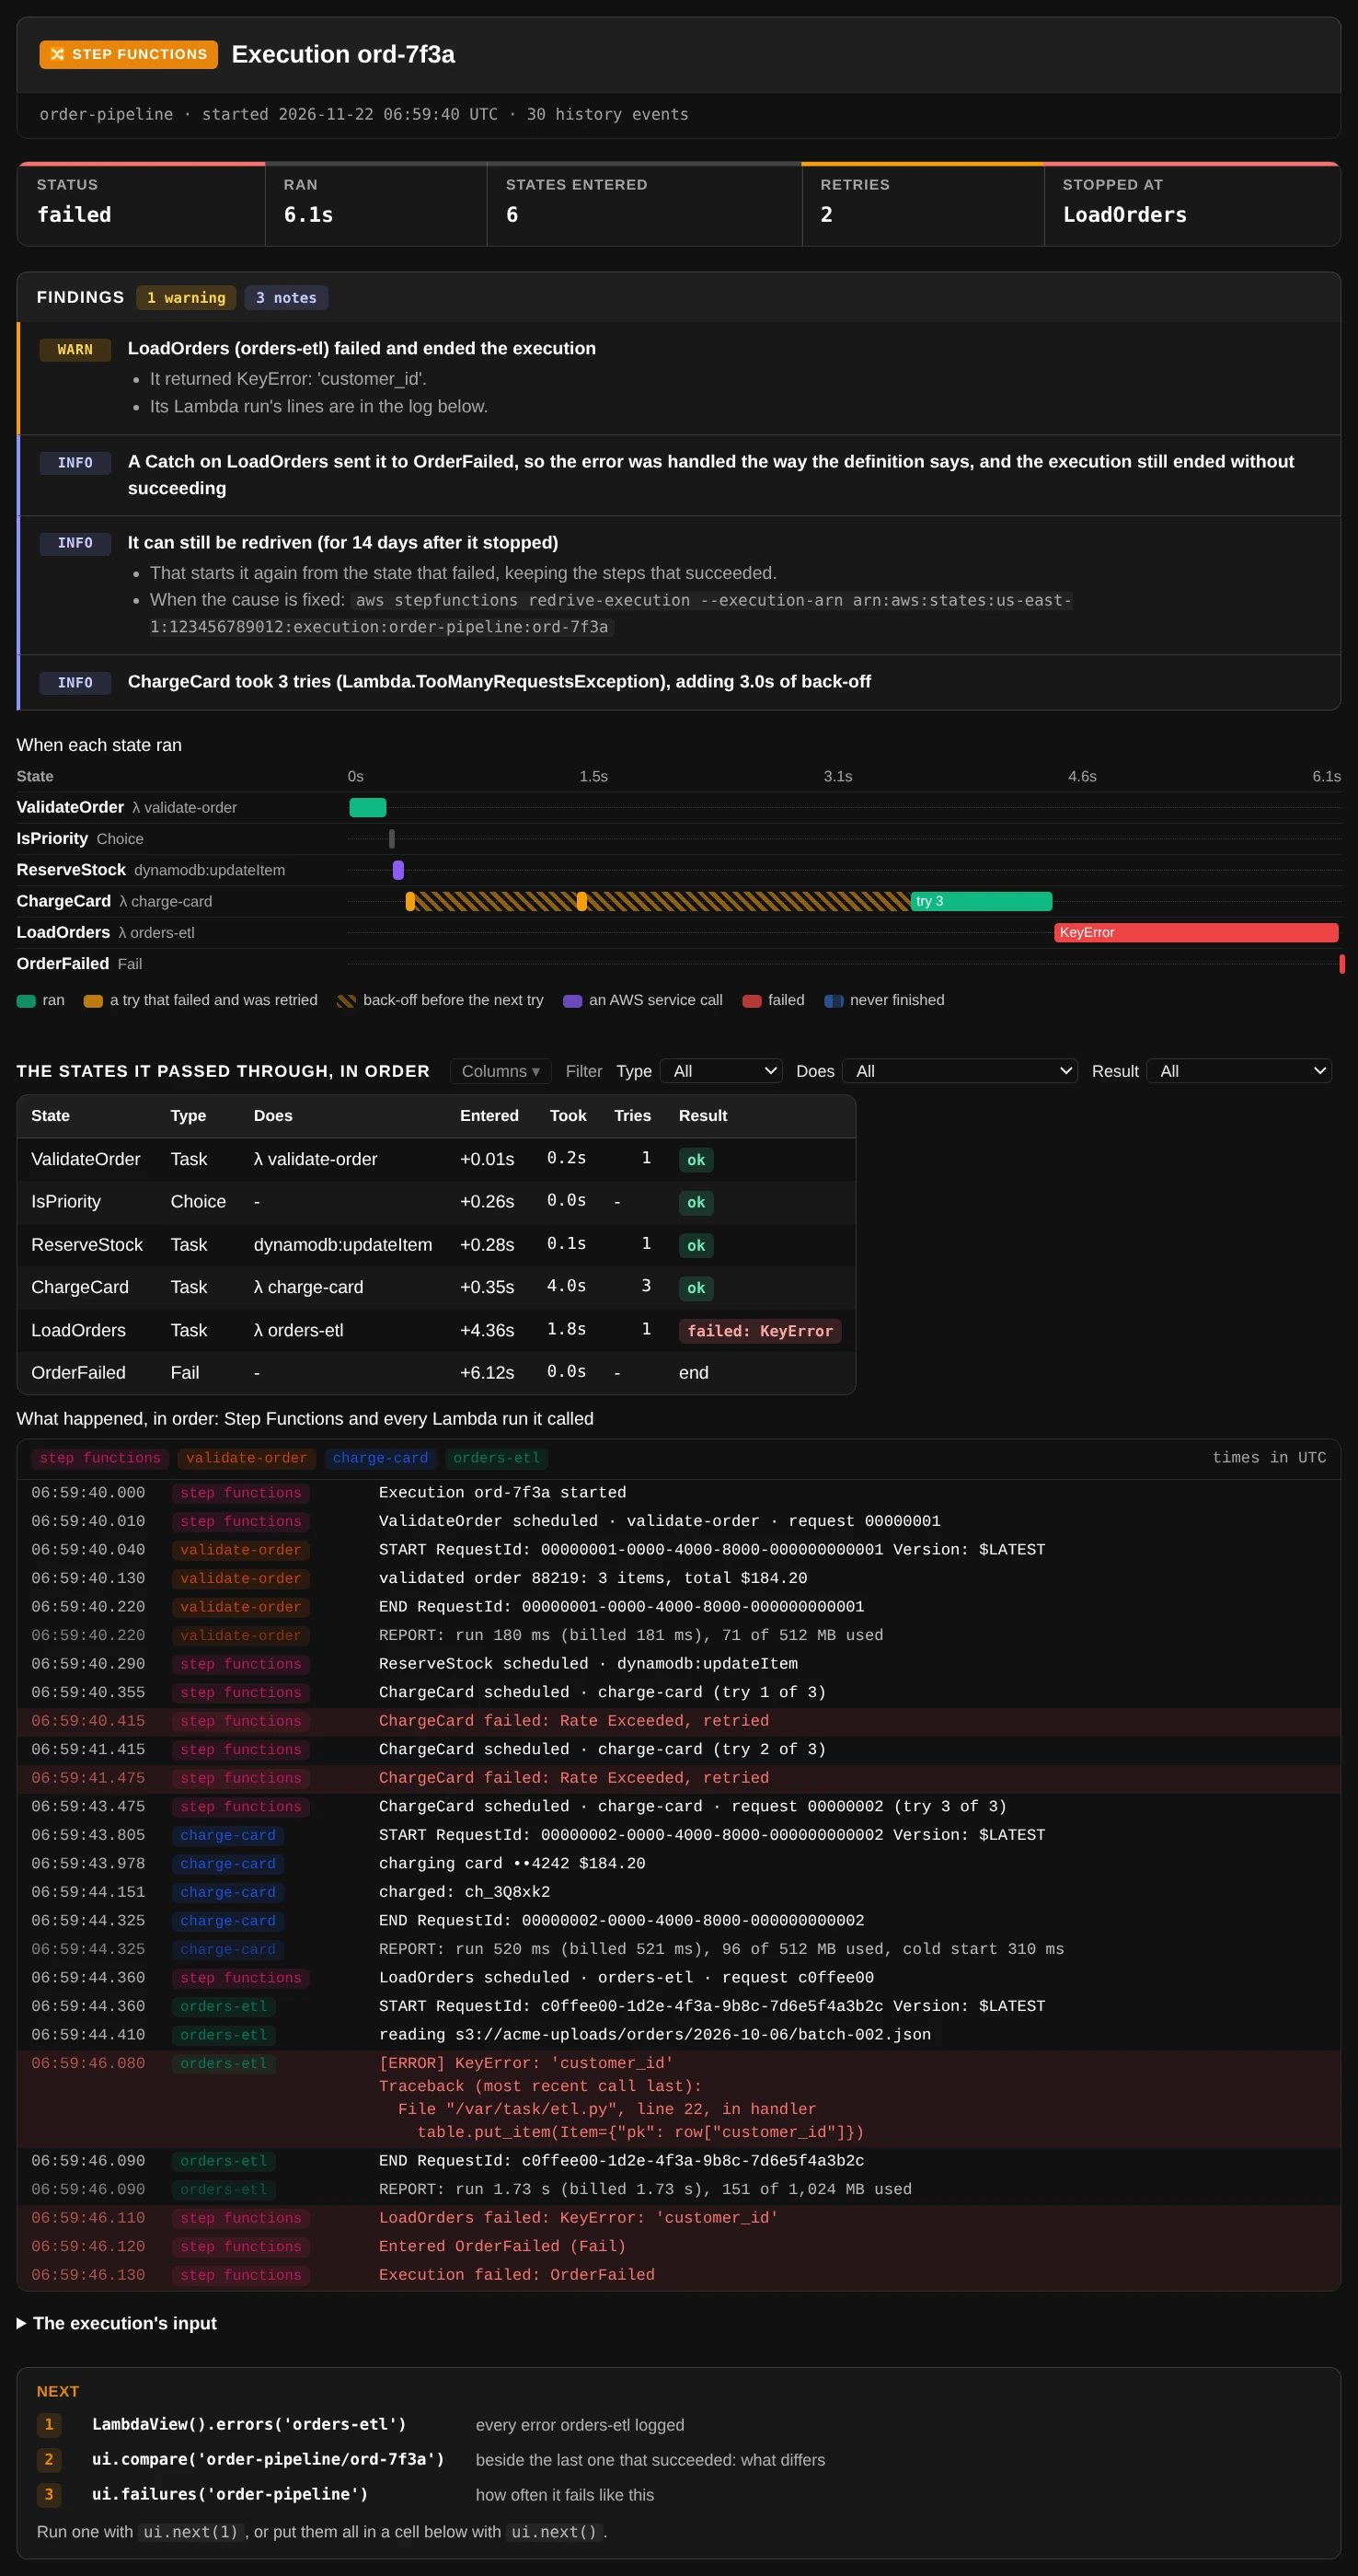 STEP FUNCTIONS Execution ord-7f3a
order-pipeline · started 2026-11-22 06:59:40 UTC · 30 history events
STATUS RAN STATES ENTERED RETRIES STOPPED AT
failed 6.1s 6 2 LoadOrders
FINDINGS 1 warning 3 notes
WARN LoadOrders (orders-etl) failed and ended the execution
• It returned KeyError: 'customer_id'.
• Its Lambda run's lines are in the log below.
INFO A Catch on LoadOrders sent it to OrderFailed, so the error was handled the way the definition says, and the execution still ended without
succeeding
INFO It can still be redriven (for 14 days after it stopped)
• That starts it again from the state that failed, keeping the steps that succeeded.
• When the cause is fixed: aws stepfunctions redrive-execution --execution-arn arn:aws:states:us-east-
1:123456789012:execution:order-pipeline:ord-7f3a
INFO ChargeCard took 3 tries (Lambda.TooManyRequestsException), adding 3.0s of back-off
When each state ran
State 0s 1.5s 3.1s 4.6s 6.1s
ValidateOrder λ validate-order
IsPriority Choice
ReserveStock dynamodb:updateItem
ChargeCard λ charge-card try 3
LoadOrders λ orders-etl KeyError
OrderFailed Fail
ran a try that failed and was retried back-off before the next try an AWS service call failed never finished
THE STATES IT PASSED THROUGH, IN ORDER Columns ▾ Filter Type All Does All Result All
State Type Does Entered Took Tries Result
ValidateOrder Task λ validate-order +0.01s 0.2s 1 ok
IsPriority Choice - +0.26s 0.0s - ok
ReserveStock Task dynamodb:updateItem +0.28s 0.1s 1 ok
ChargeCard Task λ charge-card +0.35s 4.0s 3 ok
LoadOrders Task λ orders-etl +4.36s 1.8s 1 failed: KeyError
OrderFailed Fail - +6.12s 0.0s - end
What happened, in order: Step Functions and every Lambda run it called
step functions validate-order charge-card orders-etl times in UTC
06:59:40.000 step functions Execution ord-7f3a started
06:59:40.010 step functions ValidateOrder scheduled · validate-order · request 00000001
06:59:40.040 validate-order START RequestId: 00000001-0000-4000-8000-000000000001 Version: $LATEST
06:59:40.130 validate-order validated order 88219: 3 items, total $184.20
06:59:40.220 validate-order END RequestId: 00000001-0000-4000-8000-000000000001
06:59:40.220 validate-order REPORT: run 180 ms (billed 181 ms), 71 of 512 MB used
06:59:40.290 step functions ReserveStock scheduled · dynamodb:updateItem
06:59:40.355 step functions ChargeCard scheduled · charge-card (try 1 of 3)
06:59:40.415 step functions ChargeCard failed: Rate Exceeded, retried
06:59:41.415 step functions ChargeCard scheduled · charge-card (try 2 of 3)
06:59:41.475 step functions ChargeCard failed: Rate Exceeded, retried
06:59:43.475 step functions ChargeCard scheduled · charge-card · request 00000002 (try 3 of 3)
06:59:43.805 charge-card START RequestId: 00000002-0000-4000-8000-000000000002 Version: $LATEST
06:59:43.978 charge-card charging card ••4242 $184.20
06:59:44.151 charge-card charged: ch_3Q8xk2
06:59:44.325 charge-card END RequestId: 00000002-0000-4000-8000-000000000002
06:59:44.325 charge-card REPORT: run 520 ms (billed 521 ms), 96 of 512 MB used, cold start 310 ms
06:59:44.360 step functions LoadOrders scheduled · orders-etl · request c0ffee00
06:59:44.360 orders-etl START RequestId: c0ffee00-1d2e-4f3a-9b8c-7d6e5f4a3b2c Version: $LATEST
06:59:44.410 orders-etl reading s3://acme-uploads/orders/2026-10-06/batch-002.json
06:59:46.080 orders-etl [ERROR] KeyError: 'customer_id'
Traceback (most recent call last):
File "/var/task/etl.py", line 22, in handler
table.put_item(Item={"pk": row["customer_id"]})
06:59:46.090 orders-etl END RequestId: c0ffee00-1d2e-4f3a-9b8c-7d6e5f4a3b2c
06:59:46.090 orders-etl REPORT: run 1.73 s (billed 1.73 s), 151 of 1,024 MB used
06:59:46.110 step functions LoadOrders failed: KeyError: 'customer_id'
06:59:46.120 step functions Entered OrderFailed (Fail)
06:59:46.130 step functions Execution failed: OrderFailed
▶ The execution's input
NEXT
1 LambdaView().errors('orders-etl') every error orders-etl logged
2 ui.compare('order-pipeline/ord-7f3a') beside the last one that succeeded: what differs
3 ui.failures('order-pipeline') how often it fails like this
Run one with ui.next(1), or put them all in a cell below with ui.next().